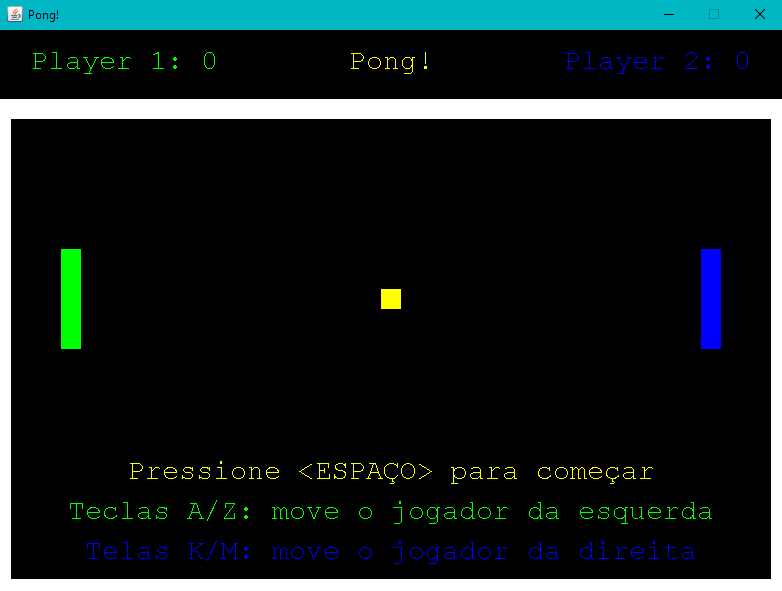 Pong!
Player 1: 0 Pong! Player 2: 0
Pressione <ESPAÇO> para começar
Teclas A/Z: move o jogador da esquerda
Telas K/M: move o jogador da direita